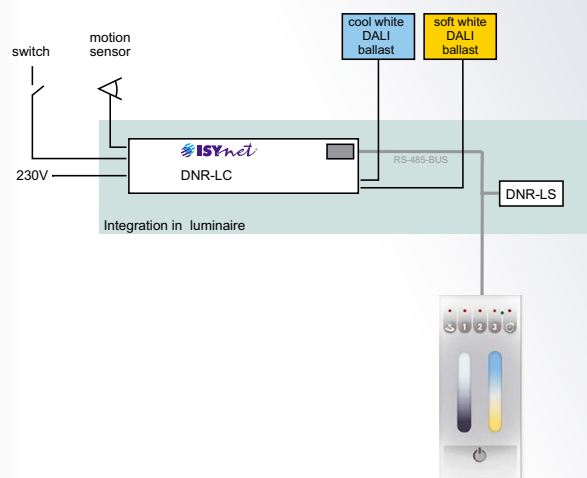 cool white
DALI
ballast
soft white
DALI
ballast
motion
sensor
switch
ISYnet
RS-485-BUS
230V
DNR-LC
DNR-LS
Integration in luminaire
1
2
3